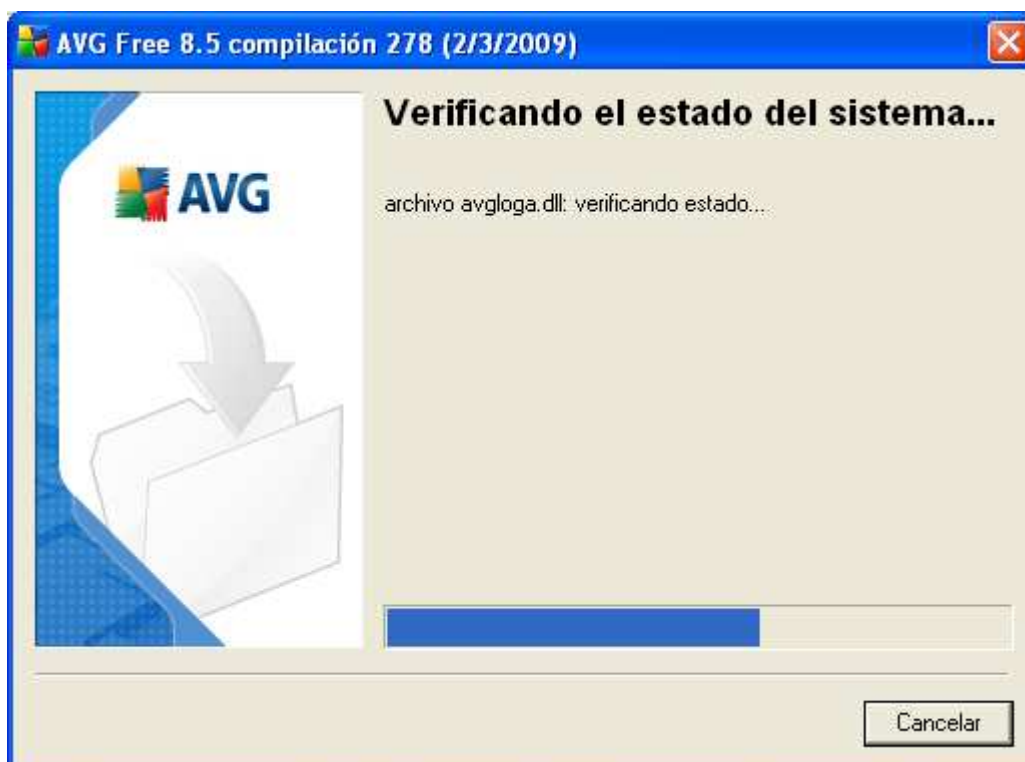 AVG Free 8.5 compilación 278 (2/3/2009)
Verificando el estado del sistema...
AVG
archivo avgloga.dll: verificando estado...
Cancelar